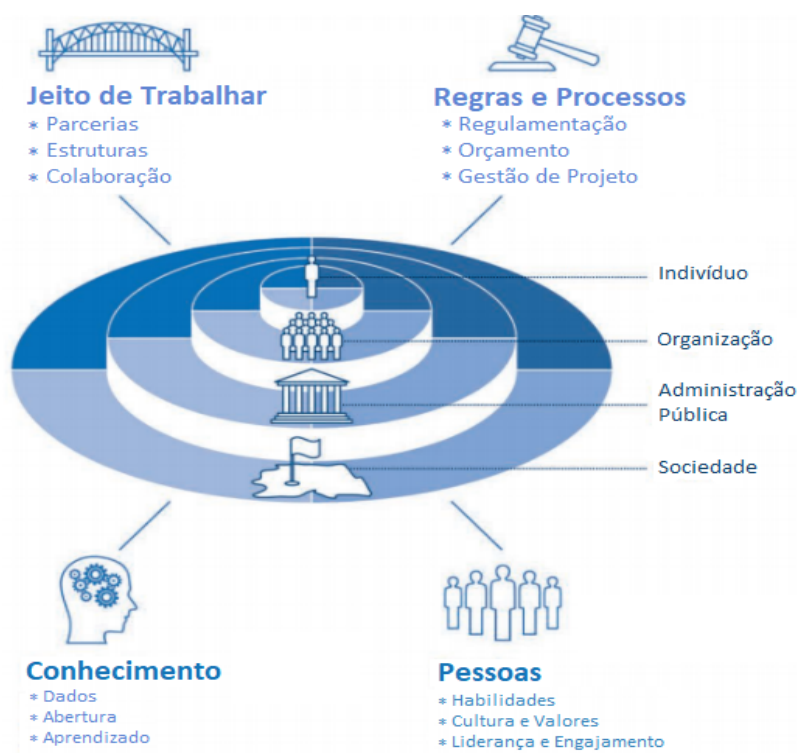 Jeito de Trabalhar
* Parcerias
* Estruturas
* Colaboração
Regras e Processos
* Regulamentação
* Orçamento
* Gestão de Projeto
Indivíduo
Organização
Administração
Pública
Sociedade
Conhecimento
* Dados
* Abertura
* Aprendizado
Pessoas
* Habilidades
* Cultura e Valores
* Liderança e Engajamento